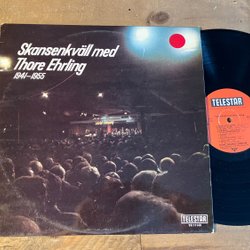 Skansenkväll med
Thore Ehrling
1941–1955
TELESTAR
TELESTAR